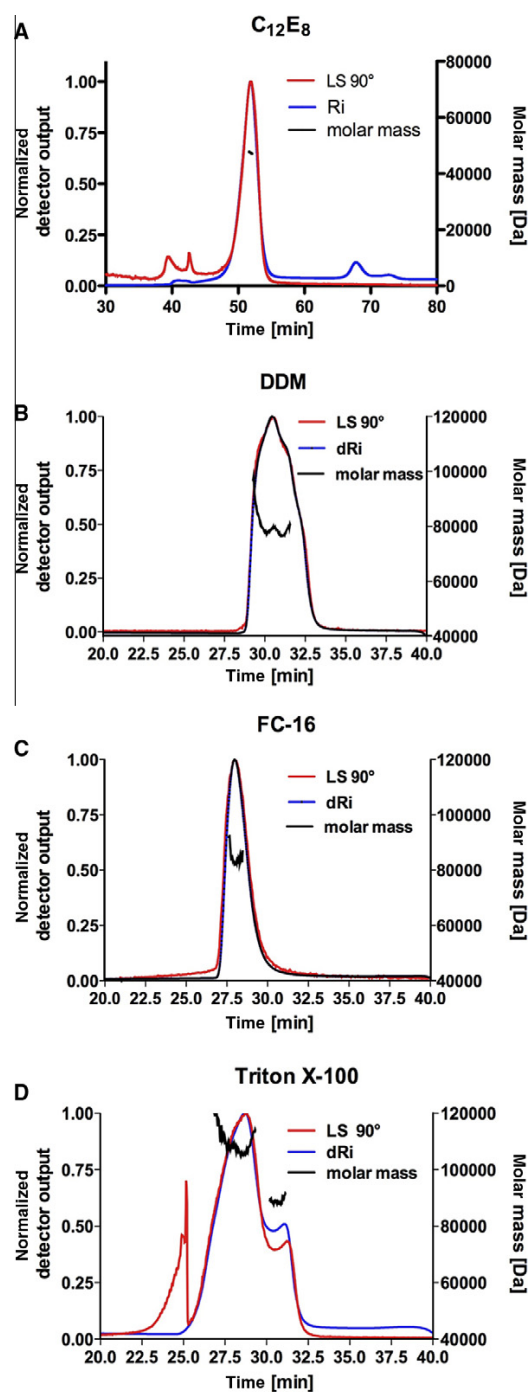 A
C12E8
LS 90°
Ri
molar mass
Normalized
detector output
1.00
0.75
0.50
0.25
0.00
80000
60000
40000
20000
0
Molar mass [Da]
30 40 50 60 70 80
Time [min]
B
DDM
LS 90°
dRi
molar mass
Normalized
detector output
1.00
0.75
0.50
0.25
0.00
120000
100000
80000
60000
40000
Molar mass [Da]
20.0 22.5 25.0 27.5 30.0 32.5 35.0 37.5 40.0
Time [min]
C
FC-16
LS 90°
dRi
molar mass
Normalized
detector output
1.00
0.75
0.50
0.25
0.00
120000
100000
80000
60000
40000
Molar mass [Da]
20.0 22.5 25.0 27.5 30.0 32.5 35.0 37.5 40.0
Time [min]
D
Triton X-100
LS 90°
dRi
molar mass
Normalized
detector output
1.00
0.75
0.50
0.25
0.00
120000
100000
80000
60000
40000
Molar mass [Da]
20.0 22.5 25.0 27.5 30.0 32.5 35.0 37.5 40.0
Time [min]